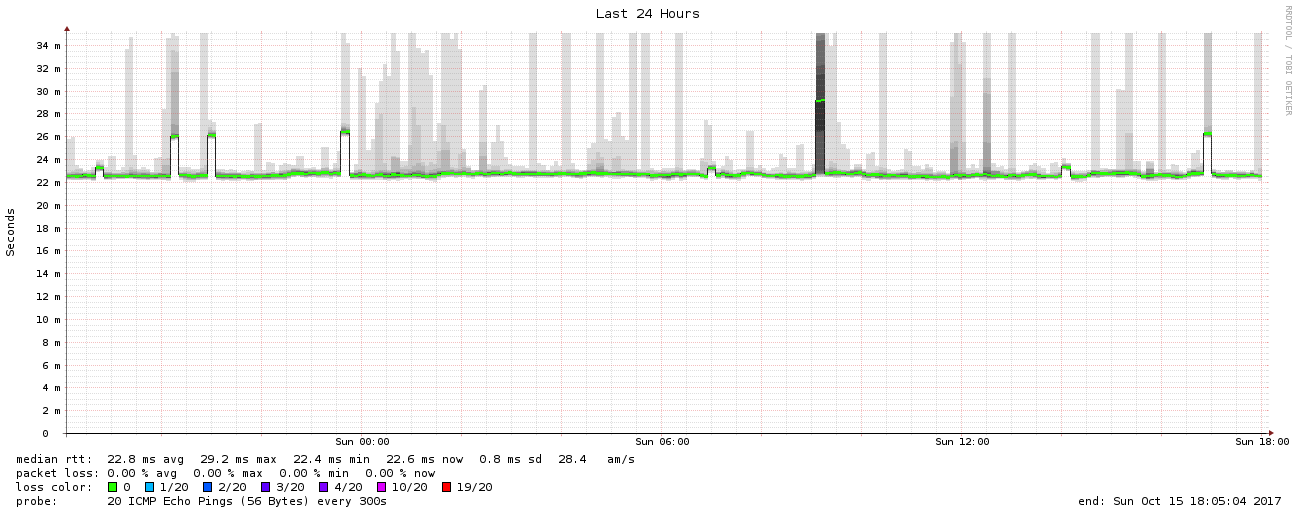 Last 24 Hours
RRDTOOL / TOBI OETIKER
Seconds
34 m
32 m
30 m
28 m
26 m
24 m
22 m
20 m
18 m
16 m
14 m
12 m
10 m
8 m
6 m
4 m
2 m
0
Sun 00:00 Sun 06:00 Sun 12:00 Sun 18:00
median rtt: 22.8 ms avg 29.2 ms max 22.4 ms min 22.6 ms now 0.8 ms sd 28.4 am/s
packet loss: 0.00 % avg 0.00 % max 0.00 % min 0.00 % now
loss color: 0 1/20 2/20 3/20 4/20 10/20 19/20
probe: 20 ICMP Echo Pings (56 Bytes) every 300s end: Sun Oct 15 18:05:04 2017